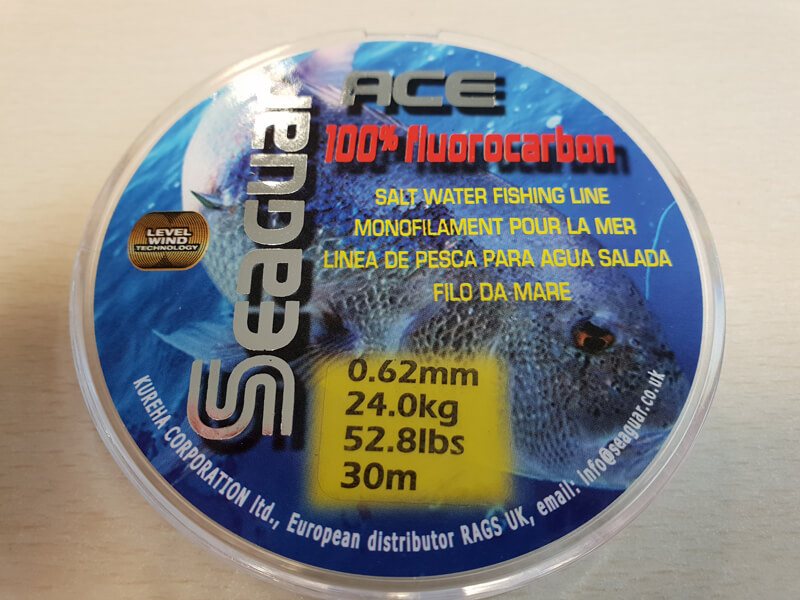 Seaguar
ACE
100% fluorocarbon
SALT WATER FISHING LINE
MONOFILAMENT POUR LA MER
LINEA DE PESCA PARA AGUA SALADA
FILO DA MARE
LEVEL
WIND
TECHNOLOGY
0.62mm
24.0kg
52.8lbs
30m
KUREHA CORPORATION ltd., European distributor RAGS UK, email: info@seaguar.co.uk